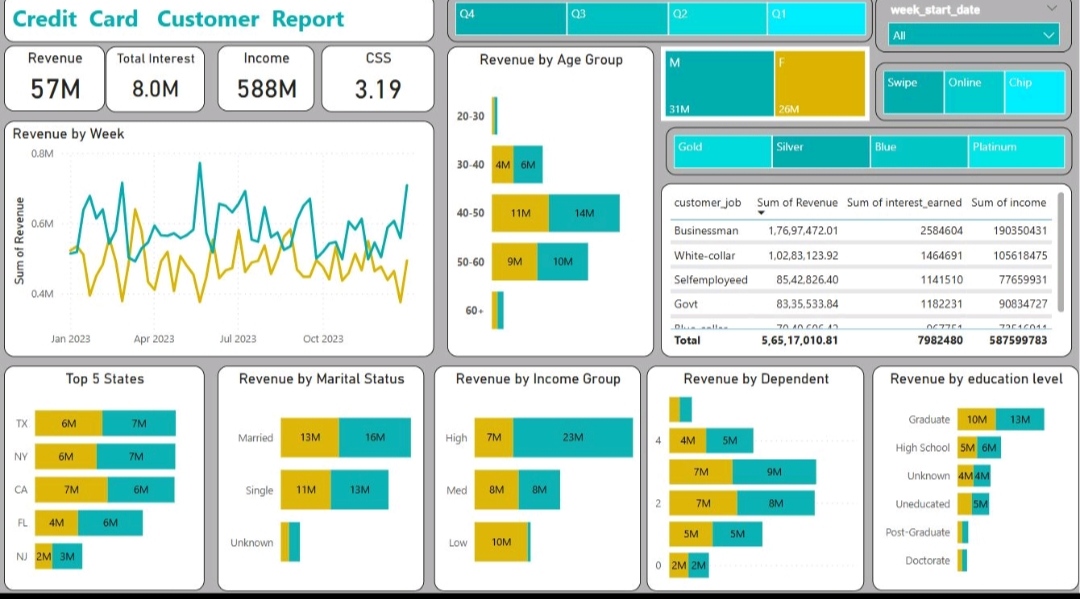 Credit Card Customer Report
Q4 Q3 Q2 Q1
week_start_date
All
Revenue
57M
Total Interest
8.0M
Income
588M
CSS
3.19
Revenue by Age Group
20-30
30-40 4M 6M
40-50 11M 14M
50-60 9M 10M
60+
M
31M
F
26M
Swipe Online Chip
Gold Silver Blue Platinum
Revenue by Week
Sum of Revenue
0.8M
0.6M
0.4M
Jan 2023 Apr 2023 Jul 2023 Oct 2023
customer_job Sum of Revenue Sum of interest_earned Sum of income
Businessman 1,76,97,472.01 2584604 190350431
White-collar 1,02,83,123.92 1464691 105618475
Selfemployeed 85,42,826.40 1141510 77659931
Govt 83,35,533.84 1182231 90834727
Total 5,65,17,010.81 7982480 587599783
Top 5 States
TX 6M 7M
NY 6M 7M
CA 7M 6M
FL 4M 6M
NJ 2M 3M
Revenue by Marital Status
Married 13M 16M
Single 11M 13M
Unknown
Revenue by Income Group
High 7M 23M
Med 8M 8M
Low 10M
Revenue by Dependent
4 4M 5M
7M 9M
2 7M 8M
5M 5M
0 2M 2M
Revenue by education level
Graduate 10M 13M
High School 5M 6M
Unknown 4M 4M
Uneducated 5M
Post-Graduate
Doctorate